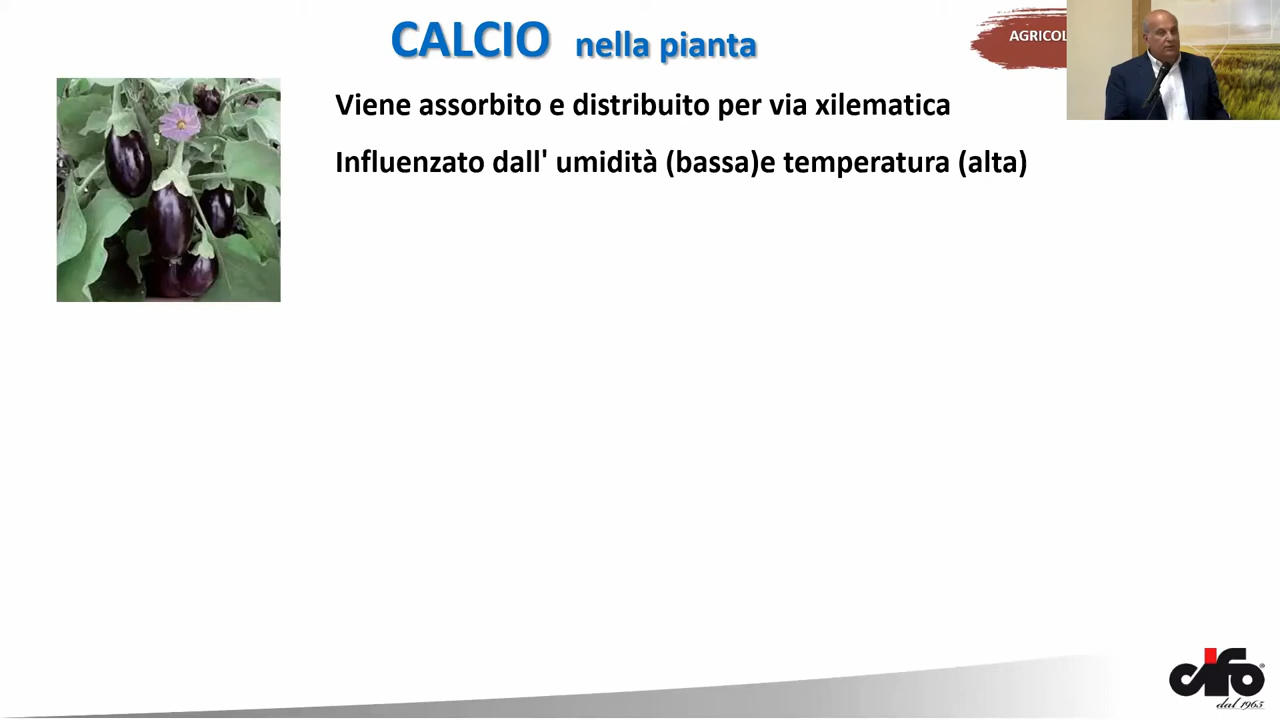 CALCIO nella pianta
AGRICOL
Viene assorbito e distribuito per via xilematica
Influenzato dall' umidità (bassa)e temperatura (alta)
cifo®
dal 1965